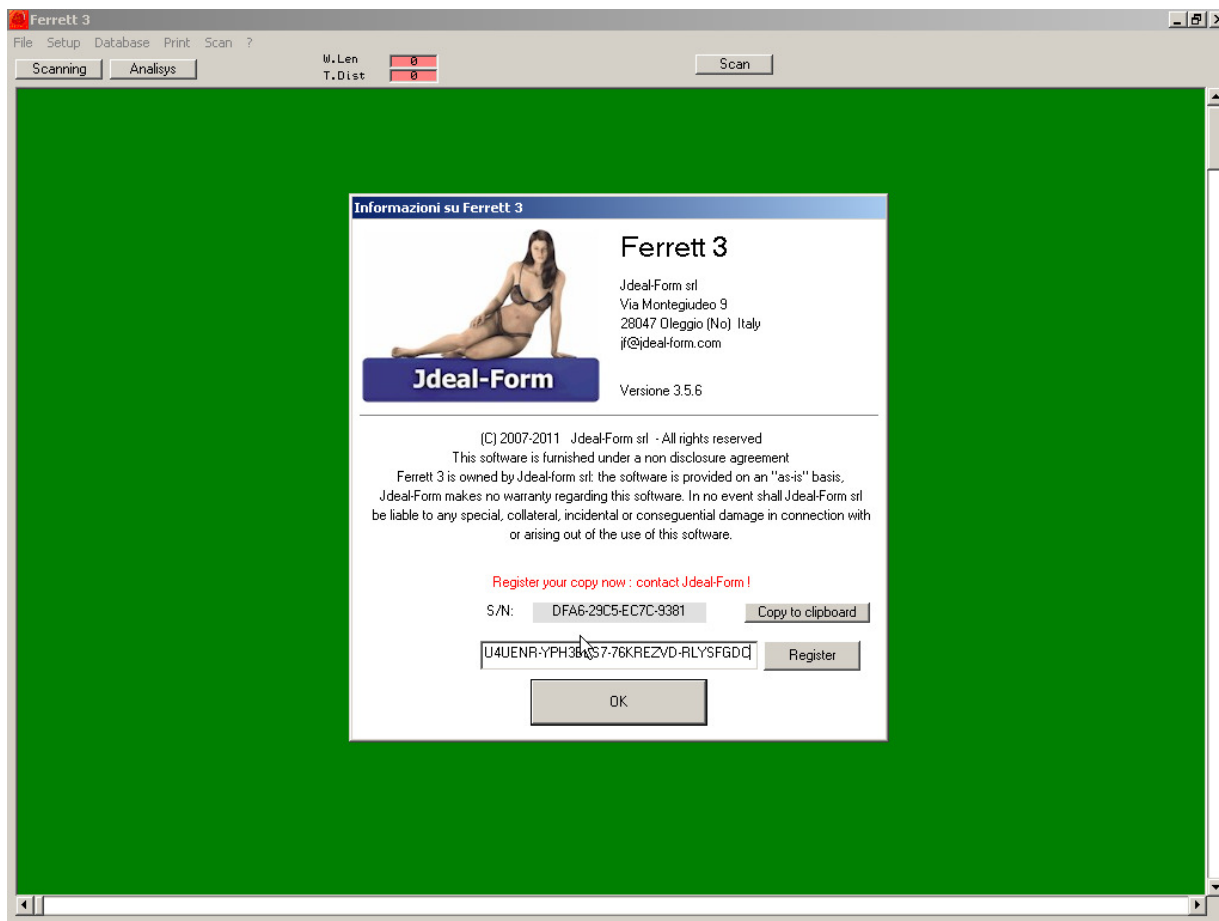 Ferrett 3
File Setup Database Print Scan ?
Scanning Analisys W.Len 0 Scan
T.Dist 0
Informazioni su Ferrett 3
Ferrett 3
Jdeal-Form srl
Via Montegiudeo 9
28047 Oleggio (No) Italy
jf@jdeal-form.com
Jdeal-Form
Versione 3.5.6
(C) 2007-2011 Jdeal-Form srl - All rights reserved
This software is furnished under a non disclosure agreement
Ferrett 3 is owned by Jdeal-form srl: the software is provided on an "as-is" basis,
Jdeal-Form makes no warranty regarding this software. In no event shall Jdeal-Form srl
be liable to any special, collateral, incidental or conseguential damage in connection with
or arising out of the use of this software.
Register your copy now : contact Jdeal-Form !
S/N: DFA6-29C5-EC7C-9381 Copy to clipboard
Register
OK